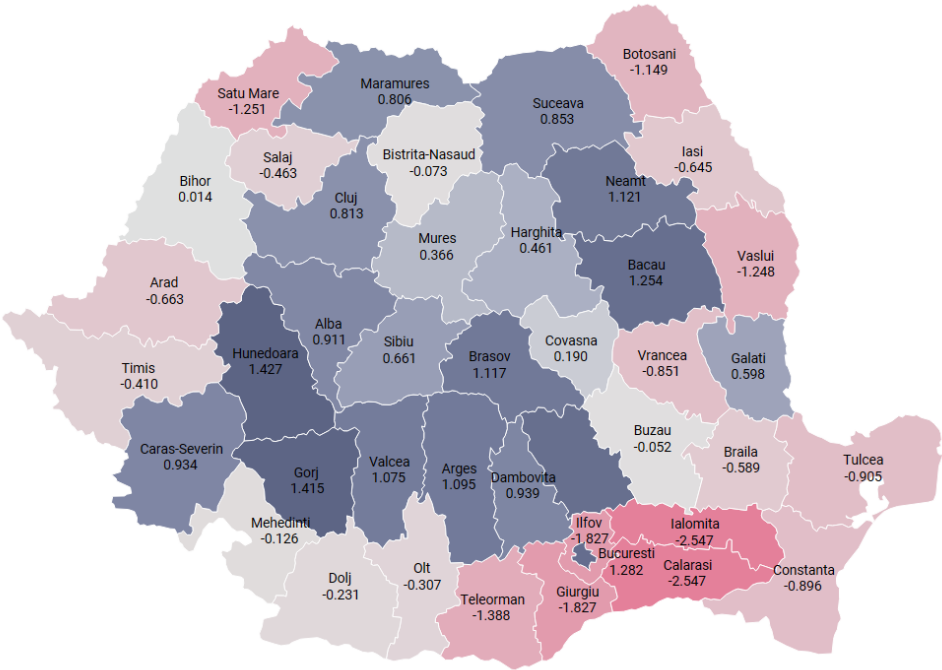 Botosani
-1.149
Satu Mare
-1.251
Maramures
0.806
Suceava
0.853
Iasi
-0.645
Salaj
-0.463
Bistrita-Nasaud
-0.073
Bihor
0.014
Cluj
0.813
Neamt
1.121
Mures
0.366
Harghita
0.461
Bacau
1.254
Vaslui
-1.248
Arad
-0.663
Alba
0.911
Sibiu
0.661
Hunedoara
1.427
Brasov
1.117
Covasna
0.190
Vrancea
-0.851
Galati
0.598
Timis
-0.410
Caras-Severin
0.934
Gorj
1.415
Valcea
1.075
Arges
1.095
Dambovita
0.939
Buzau
-0.052
Braila
-0.589
Tulcea
-0.905
Mehedinti
-0.126
Ilfov
-1.827
Ialomita
-2.547
Bucuresti
1.282
Calarasi
-2.547
Constanta
-0.896
Dolj
-0.231
Olt
-0.307
Teleorman
-1.388
Giurgiu
-1.827